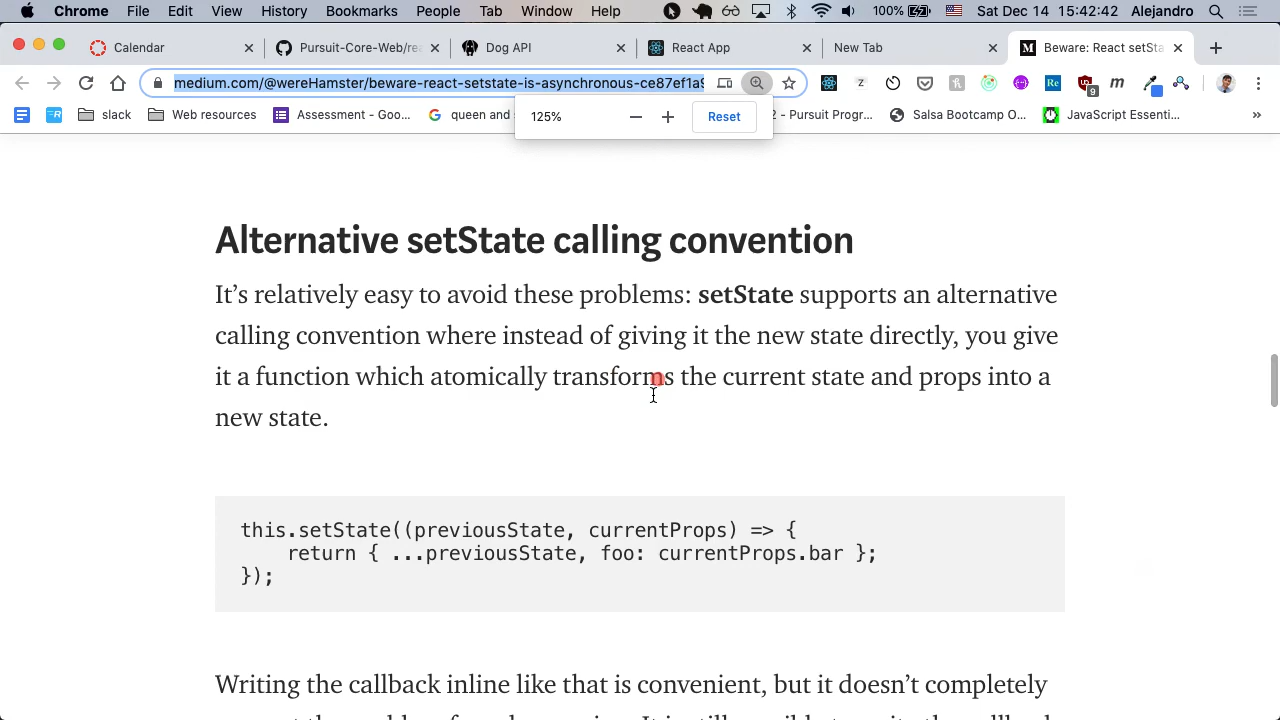 Chrome File Edit View History Bookmarks People Tab Window Help 100% Sat Dec 14 15:42:42 Alejandro
Calendar Pursuit-Core-Web/re Dog API React App New Tab Beware: React setSta
medium.com/@wereHamster/beware-react-setstate-is-asynchronous-ce87ef1a9
slack Web resources Assessment - Goo... queen and 2 - Pursuit Progr... Salsa Bootcamp O... JavaScript Essenti... »
125% − + Reset
Alternative setState calling convention
It’s relatively easy to avoid these problems: setState supports an alternative
calling convention where instead of giving it the new state directly, you give
it a function which atomically transforms the current state and props into a
new state.
this.setState((previousState, currentProps) => {
return { ...previousState, foo: currentProps.bar };
});
Writing the callback inline like that is convenient, but it doesn’t completely